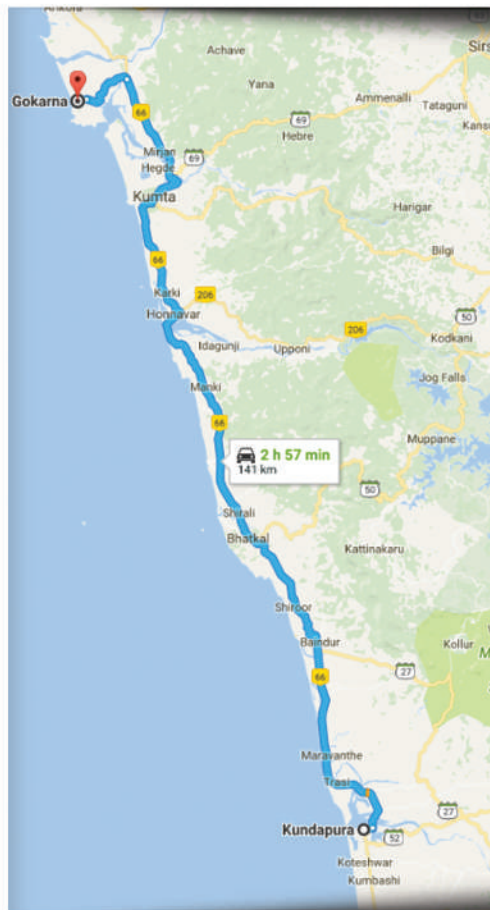 Ankola
Achave
Sirs
Yana
Ammenalli
Gokarna
Tataguni
66
69
Kans
Mirjan
Hebre
Hegde
69
Kumta
Harigar
Bilgi
66
Karki
206
50
Honnavar
206
Kodkani
Idagunji
Upponi
Jog Falls
Manki
66
Muppane
2 h 57 min
141 km
50
Shirali
Bhatkal
Kattinakaru
Shiroor
Baindur
Kollur
M
27
66
Maravanthe
Trasi
27
Kundapura
52
Koteshwar
Kumbashi